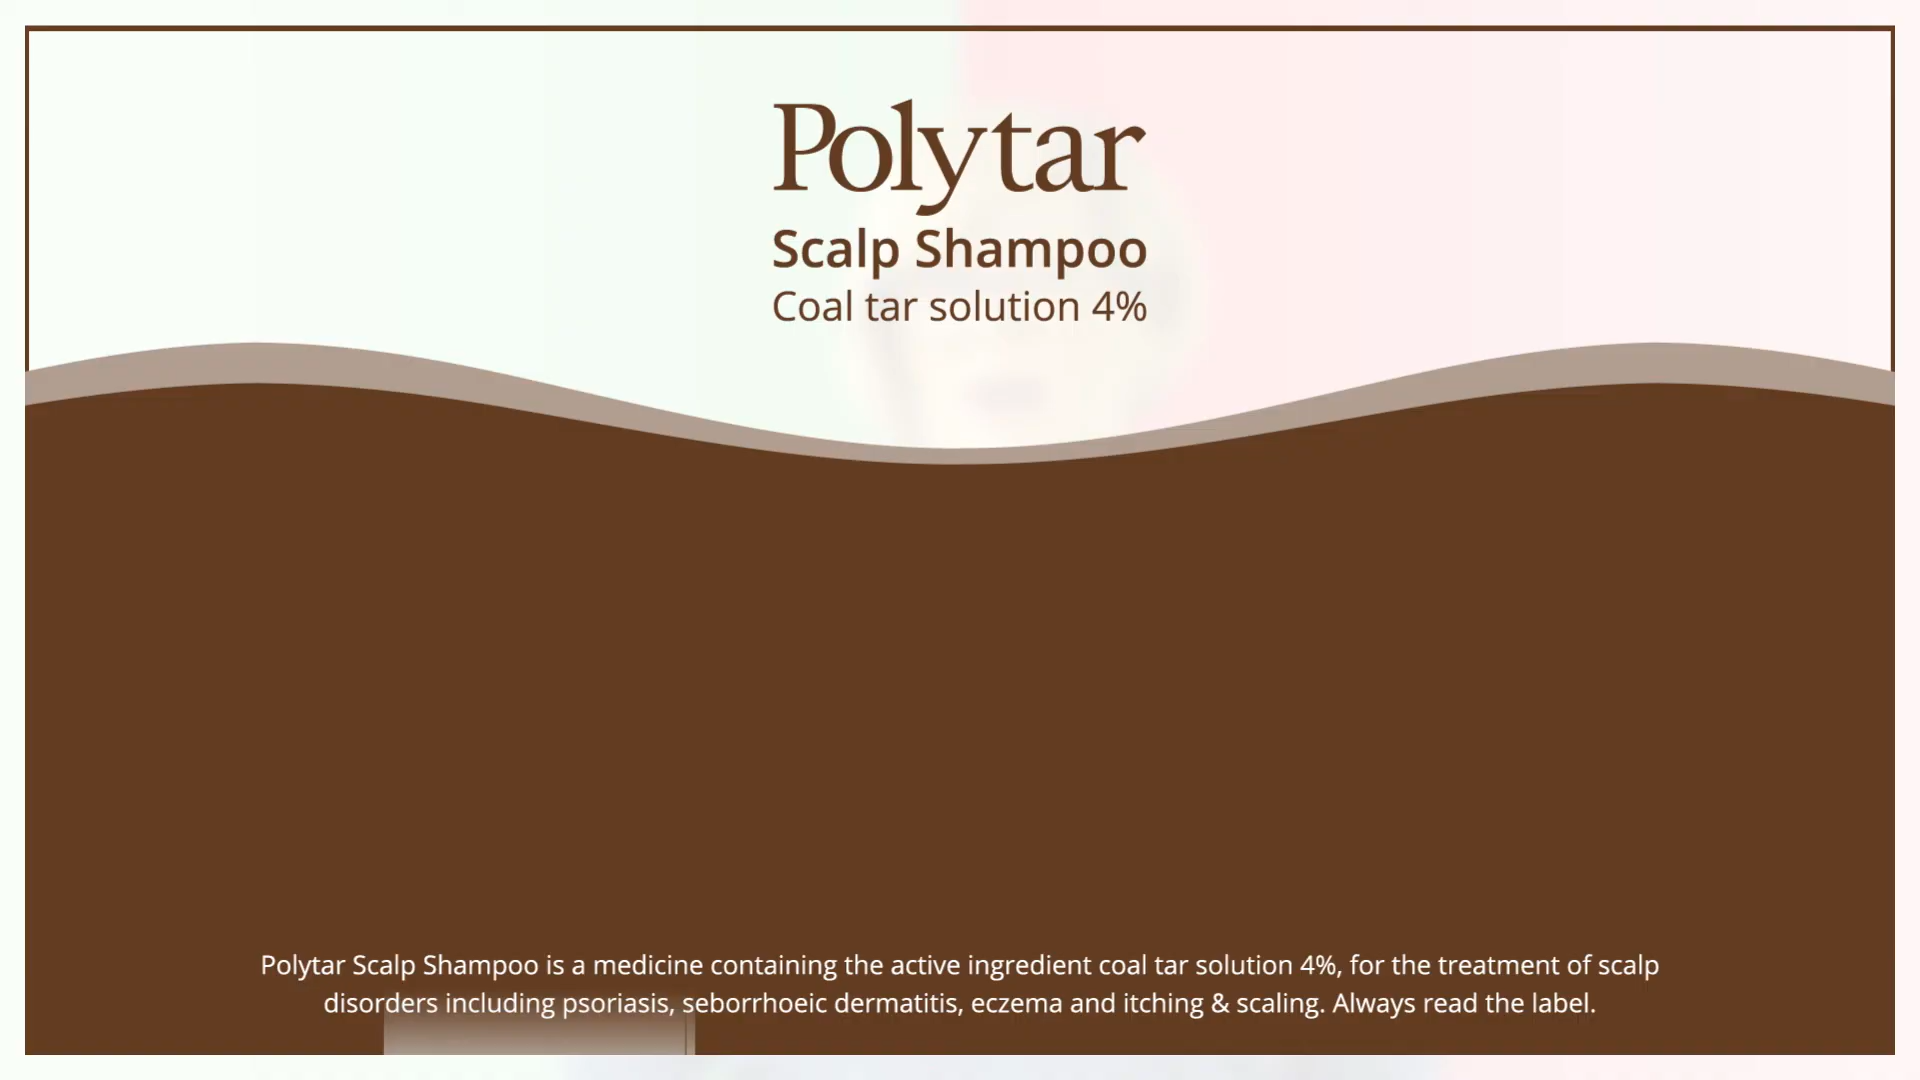 Polytar
Scalp Shampoo
Coal tar solution 4%
Polytar Scalp Shampoo is a medicine containing the active ingredient coal tar solution 4%, for the treatment of scalp
disorders including psoriasis, seborrhoeic dermatitis, eczema and itching & scaling. Always read the label.